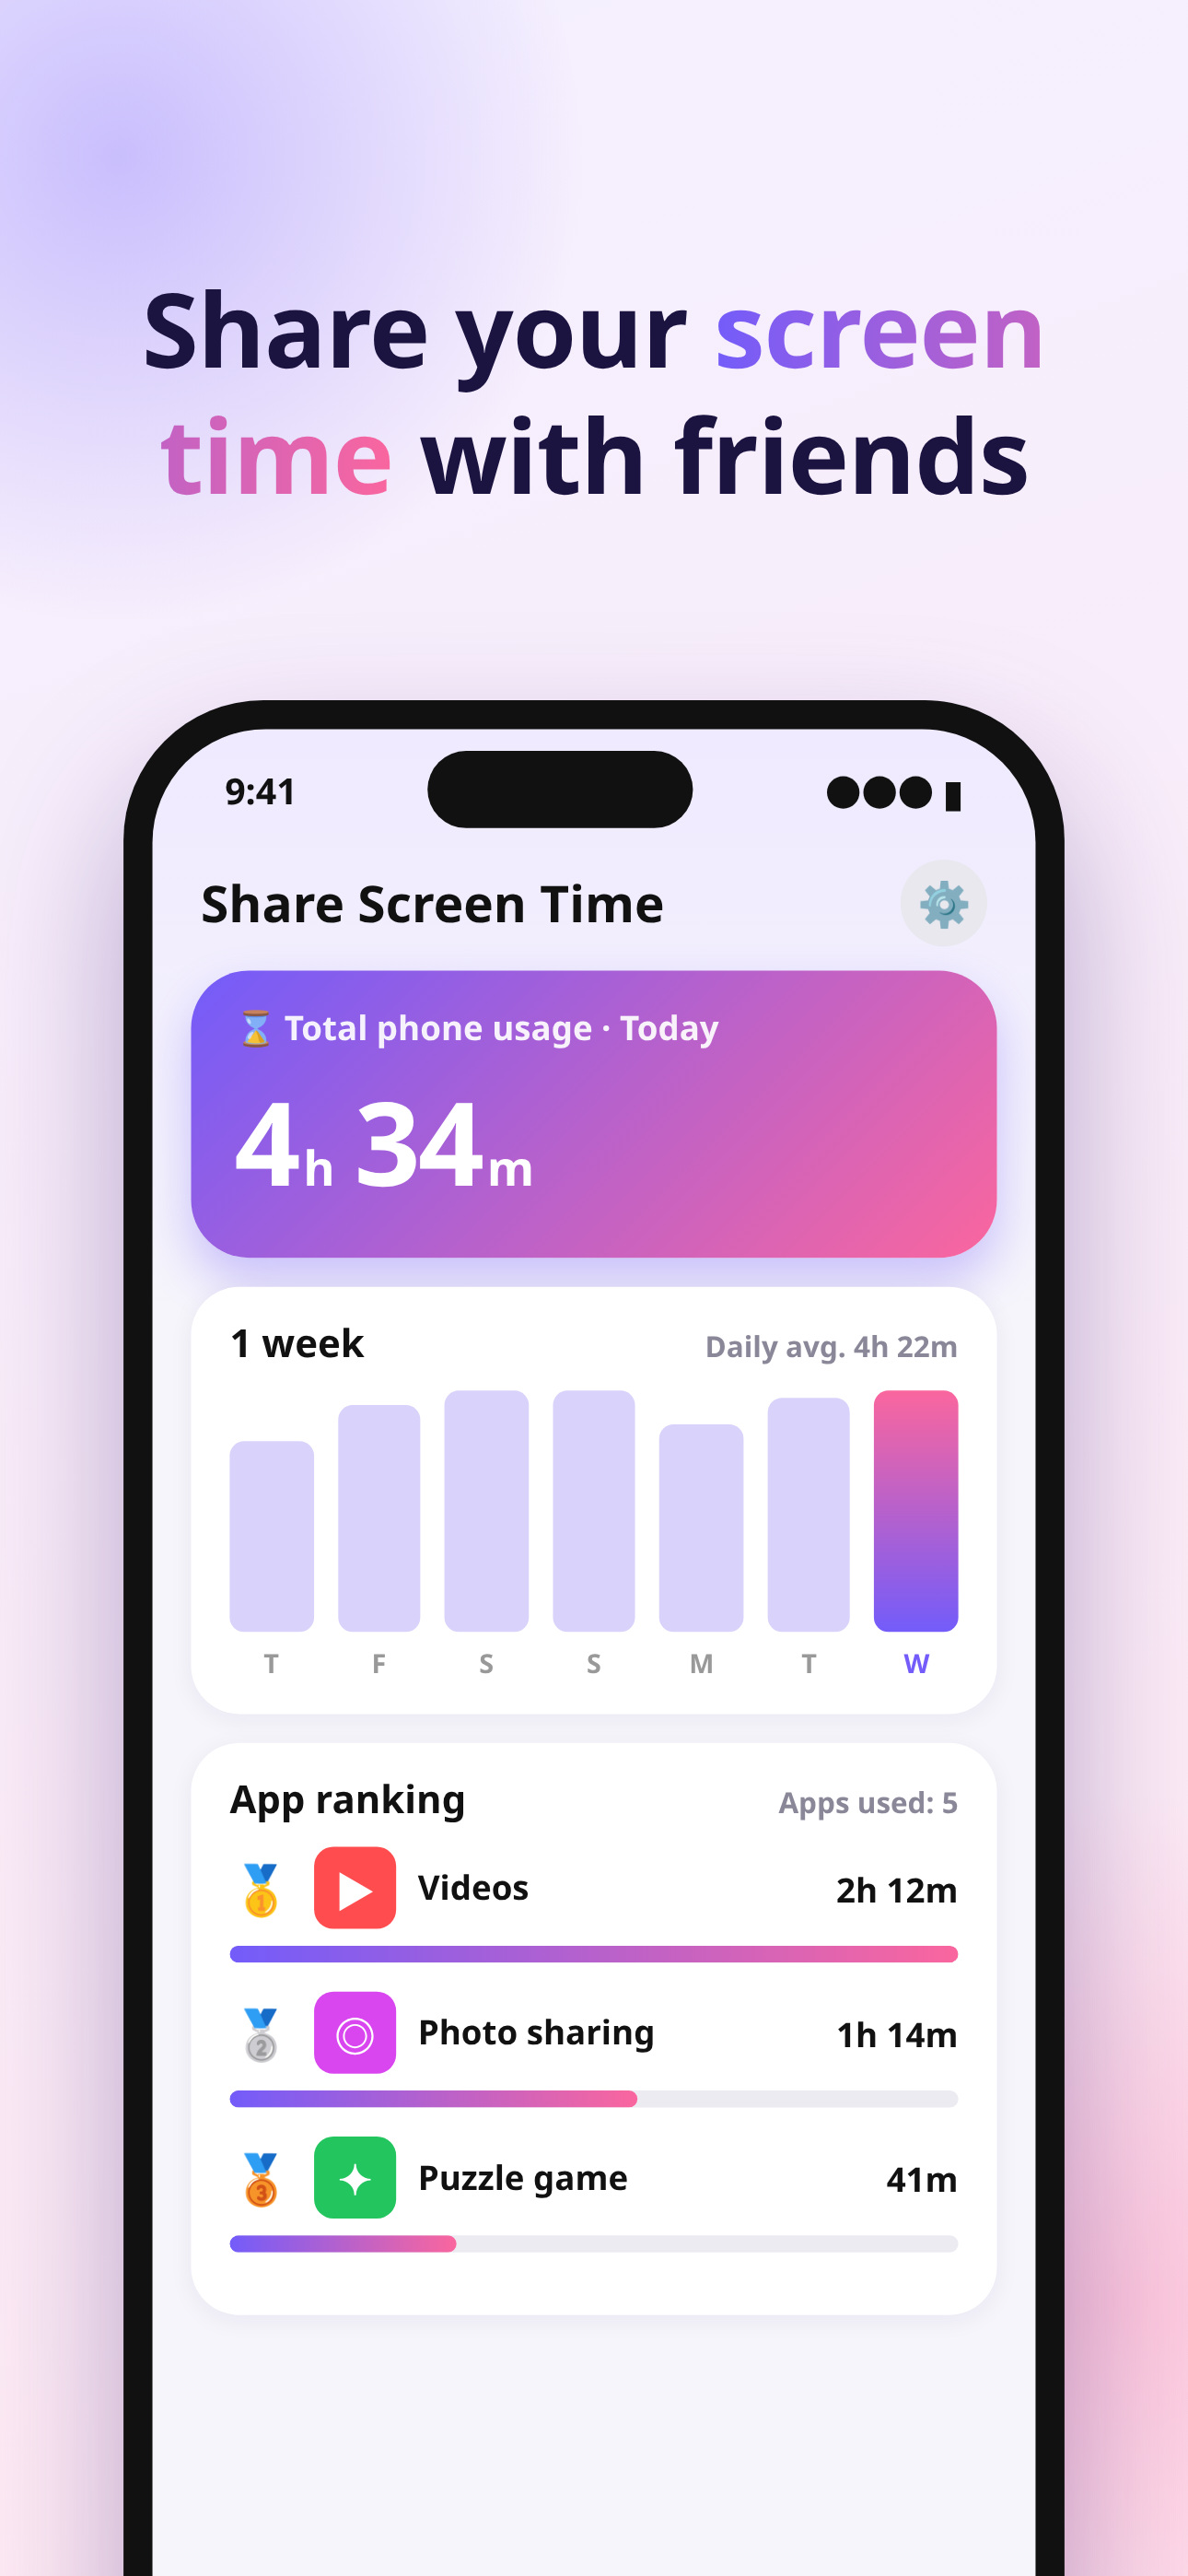 Share your screen
time with friends
9:41
Share Screen Time
⌛ Total phone usage · Today
4h 34m
1 week
Daily avg. 4h 22m
T F S S M T W
App ranking
Apps used: 5
🥇 Videos 2h 12m
🥈 Photo sharing 1h 14m
🥉 Puzzle game 41m